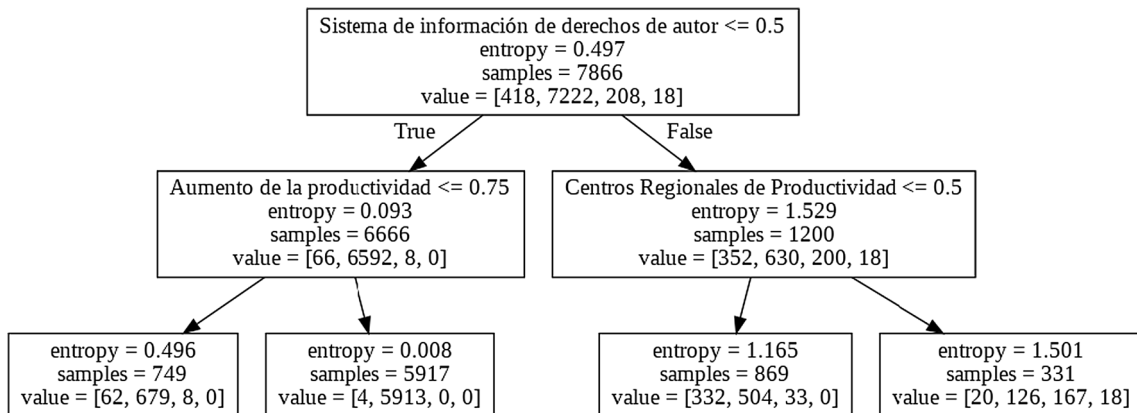 Sistema de información de derechos de autor <= 0.5
entropy = 0.497
samples = 7866
value = [418, 7222, 208, 18]
True
False
Aumento de la productividad <= 0.75
entropy = 0.093
samples = 6666
value = [66, 6592, 8, 0]
Centros Regionales de Productividad <= 0.5
entropy = 1.529
samples = 1200
value = [352, 630, 200, 18]
entropy = 0.496
samples = 749
value = [62, 679, 8, 0]
entropy = 0.008
samples = 5917
value = [4, 5913, 0, 0]
entropy = 1.165
samples = 869
value = [332, 504, 33, 0]
entropy = 1.501
samples = 331
value = [20, 126, 167, 18]